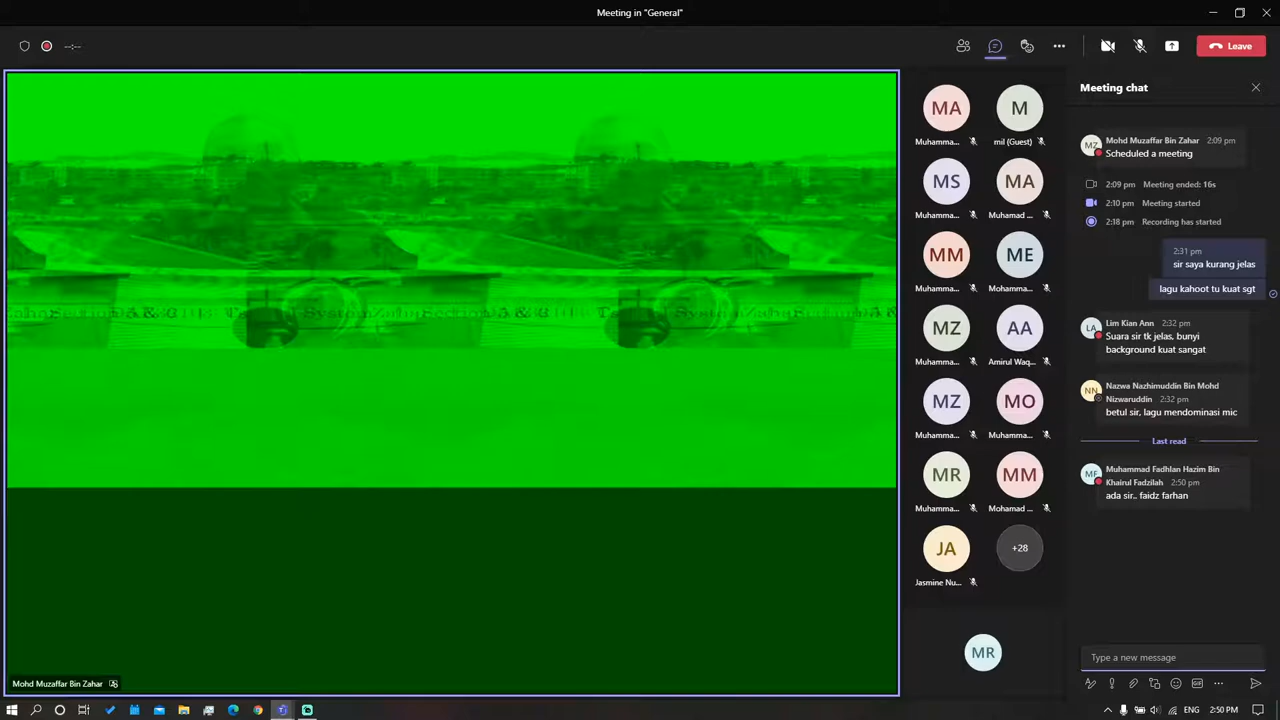 Meeting in "General"
--:--
Leave
MA
Muhamma...
M
mil (Guest)
MS
Muhamma...
MA
Muhamad ...
MM
Muhamma...
ME
Mohamma...
MZ
Muhamma...
AA
Amirul Waq...
MZ
Muhamma...
MO
Muhamma...
MR
Muhamma...
MM
Mohamad ...
JA
Jasmine Nu...
+28
MR
Mohd Muzaffar Bin Zahar
Meeting chat
MZ
Mohd Muzaffar Bin Zahar 2:09 pm
Scheduled a meeting
2:09 pm Meeting ended: 16s
2:10 pm Meeting started
2:18 pm Recording has started
2:31 pm
sir saya kurang jelas
lagu kahoot tu kuat sgt
LA
Lim Kian Ann 2:32 pm
Suara sir tk jelas, bunyi
background kuat sangat
NN
Nazwa Nazhimuddin Bin Mohd
Nizwaruddin 2:32 pm
betul sir, lagu mendominasi mic
Last read
MF
Muhammad Fadhlan Hazim Bin
Khairul Fadzilah 2:50 pm
ada sir.. faidz farhan
Type a new message
GIF
ENG 2:50 PM